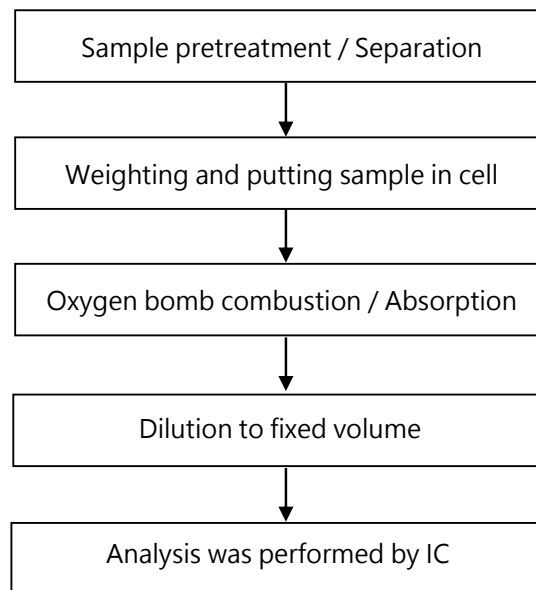 Sample pretreatment / Separation
Weighting and putting sample in cell
Oxygen bomb combustion / Absorption
Dilution to fixed volume
Analysis was performed by IC